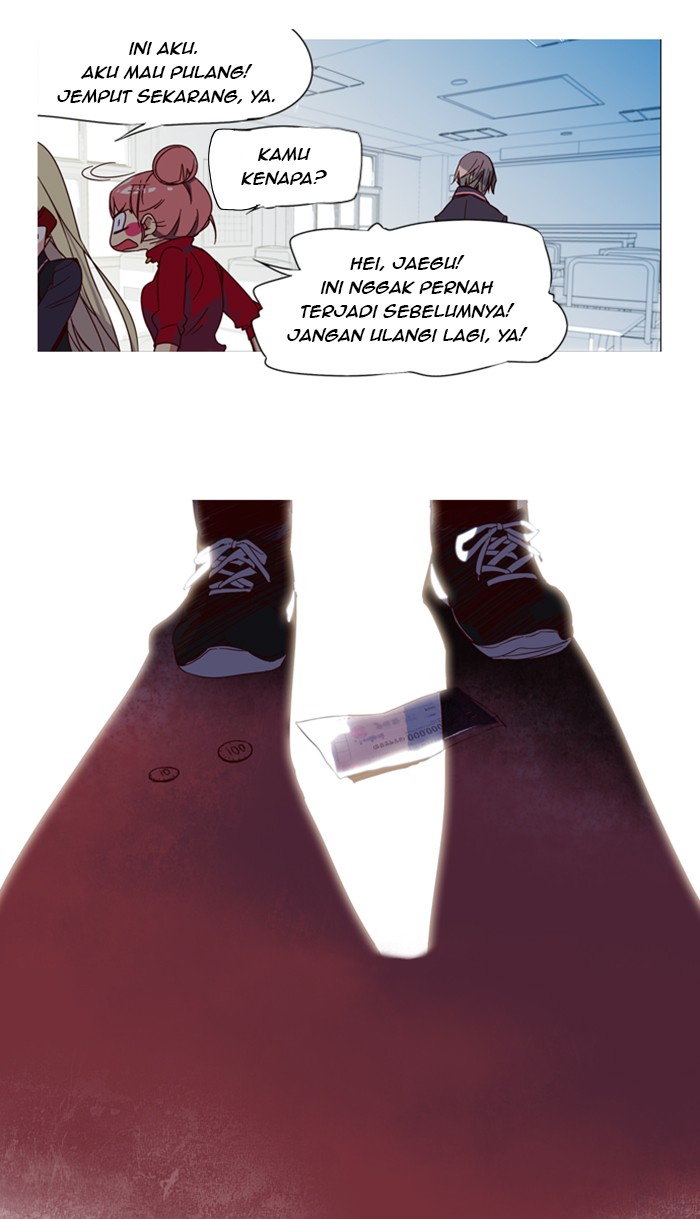 INI AKU.
AKU MAU PULANG!
JEMPUT SEKARANG, YA.
KAMU
KENAPA?
HEI, JAEGU!
INI NGGAK PERNAH
TERJADI SEBELUMNYA!
JANGAN ULANGI LAGI, YA!
100
10